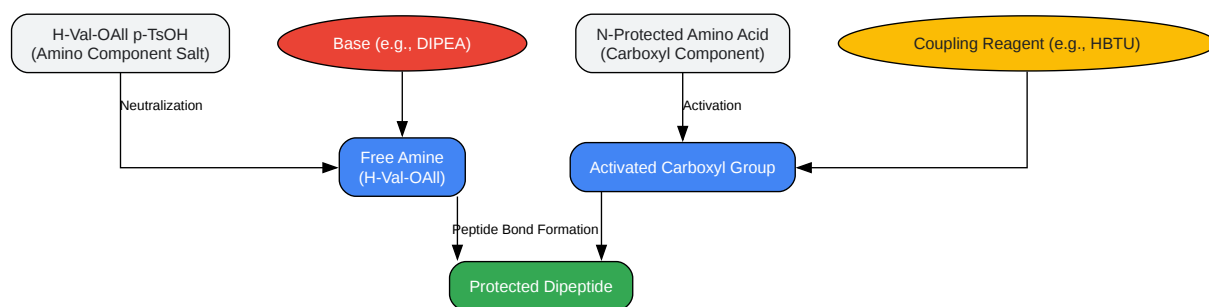 H-Val-OAll p-TsOH
(Amino Component Salt)
Base (e.g., DIPEA)
N-Protected Amino Acid
(Carboxyl Component)
Coupling Reagent (e.g., HBTU)
Neutralization
Activation
Free Amine
(H-Val-OAll)
Activated Carboxyl Group
Peptide Bond Formation
Protected Dipeptide